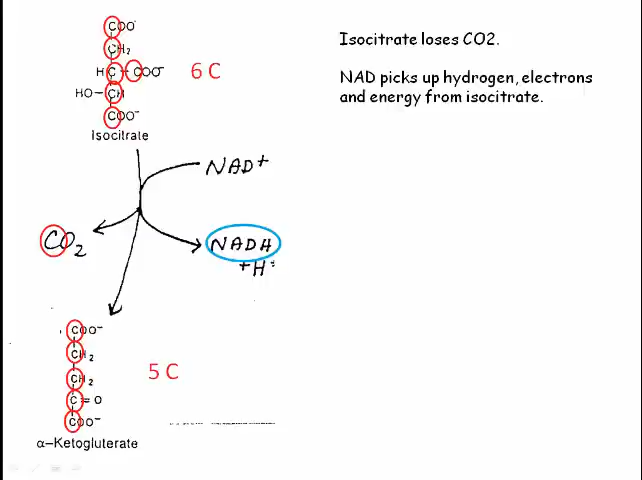 COO
CH2
HC-COO-
6 C
HO-CH
COO-
Isocitrate
Isocitrate loses CO2.
NAD picks up hydrogen, electrons
and energy from isocitrate.
NAD+
CO2
NADH
+H+
COO-
CH2
CH2
C=O
COO-
5 C
α-Ketogluterate